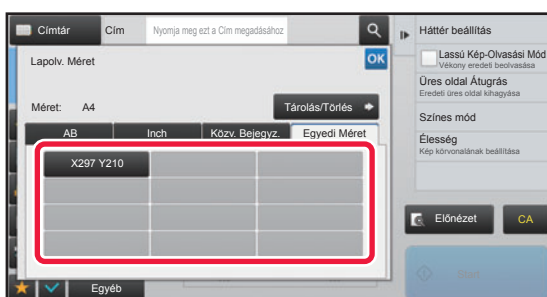 Címtár
Cím
Nyomja meg ezt a Cím megadásához
Lapolv. Méret
OK
Méret: A4
Tárolás/Törlés
AB
Inch
Közv. Bejegyz.
Egyedi Méret
X297 Y210
Egyéb
Háttér beállítás
Lassú Kép-Olvasási Mód
Vékony eredeti beolvasása
Üres oldal Átugrás
Eredeti üres oldal kihagyása
Színes mód
Élesség
Kép körvonalának beállítása
Előnézet
CA